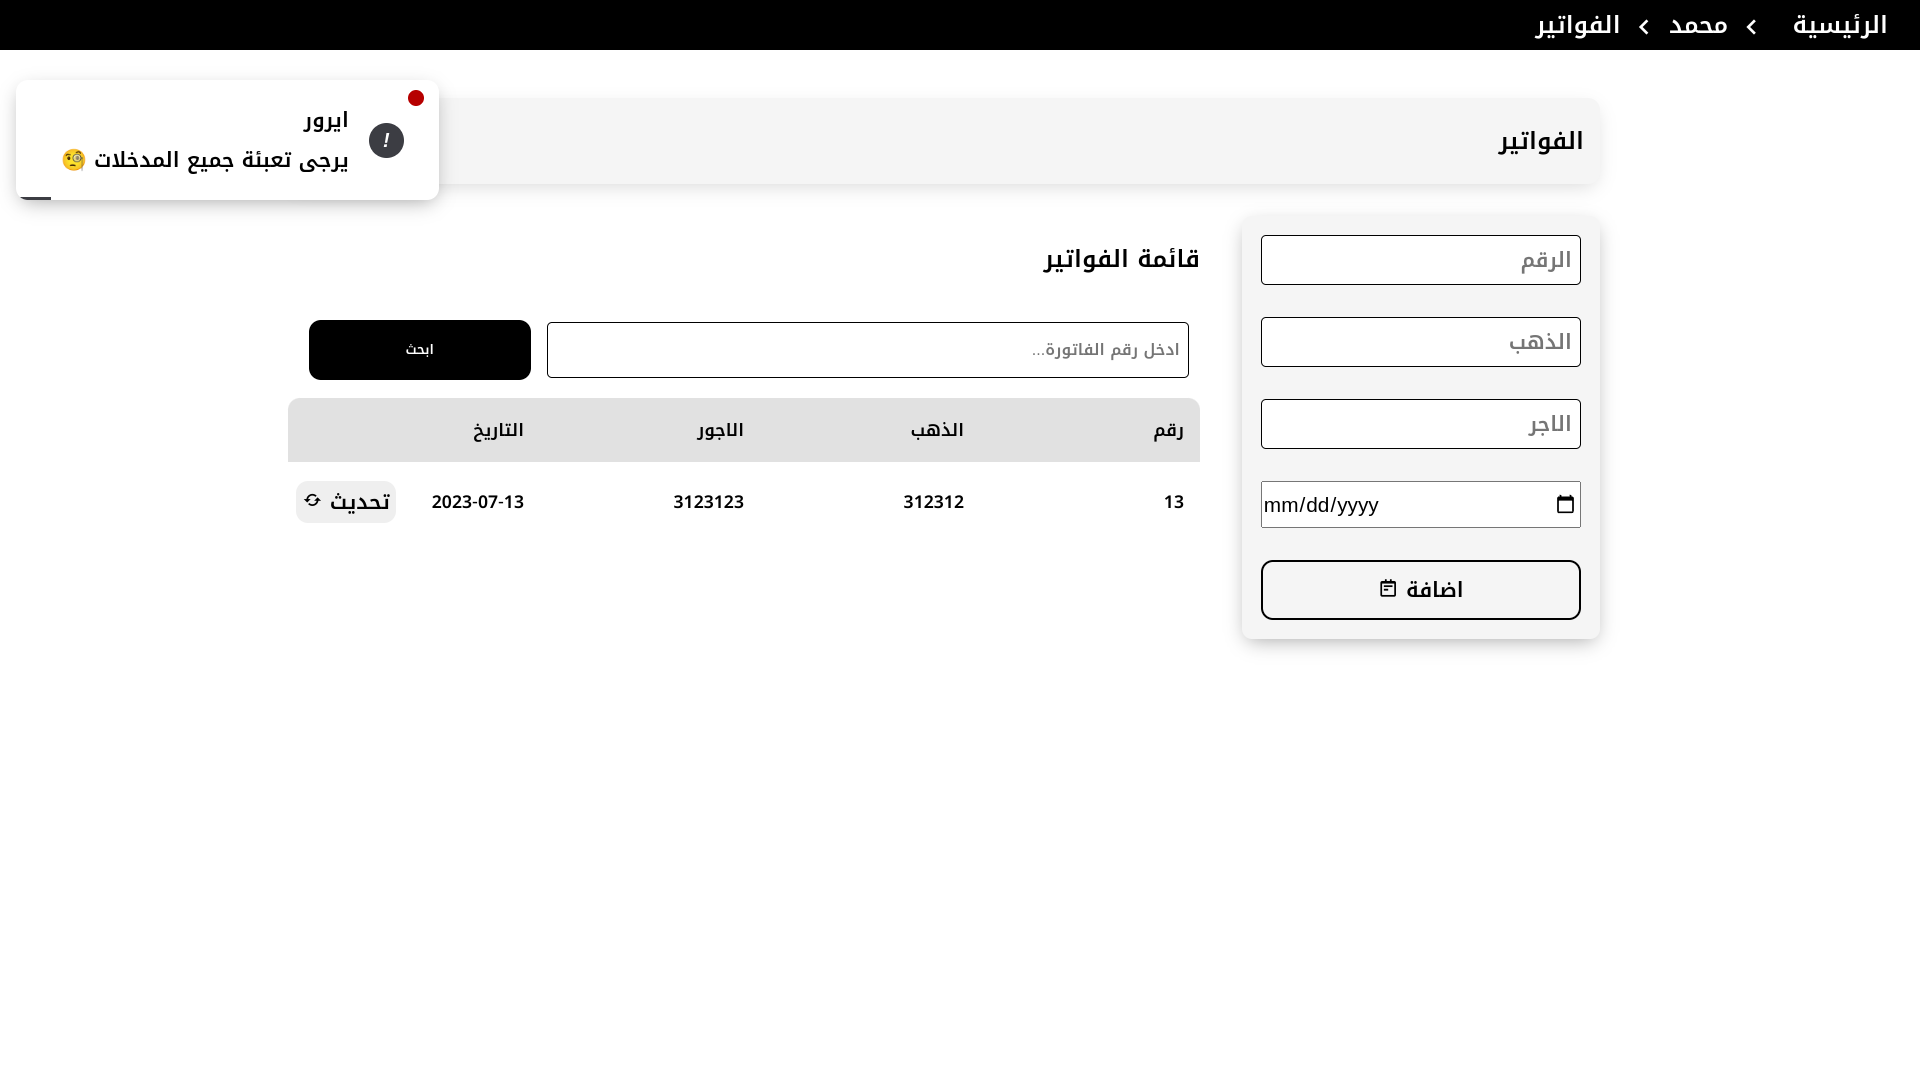 الرئيسية
محمد
الفواتير
ايرور
يرجى تعبئة جميع المدخلات 🧐
!
الفواتير
الرقم
الذهب
الاجر
mm/dd/yyyy
اضافة
قائمة الفواتير
ادخل رقم الفاتورة...
ابحث
رقم الذهب الاجور التاريخ
13 312312 3123123 2023-07-13 تحديث